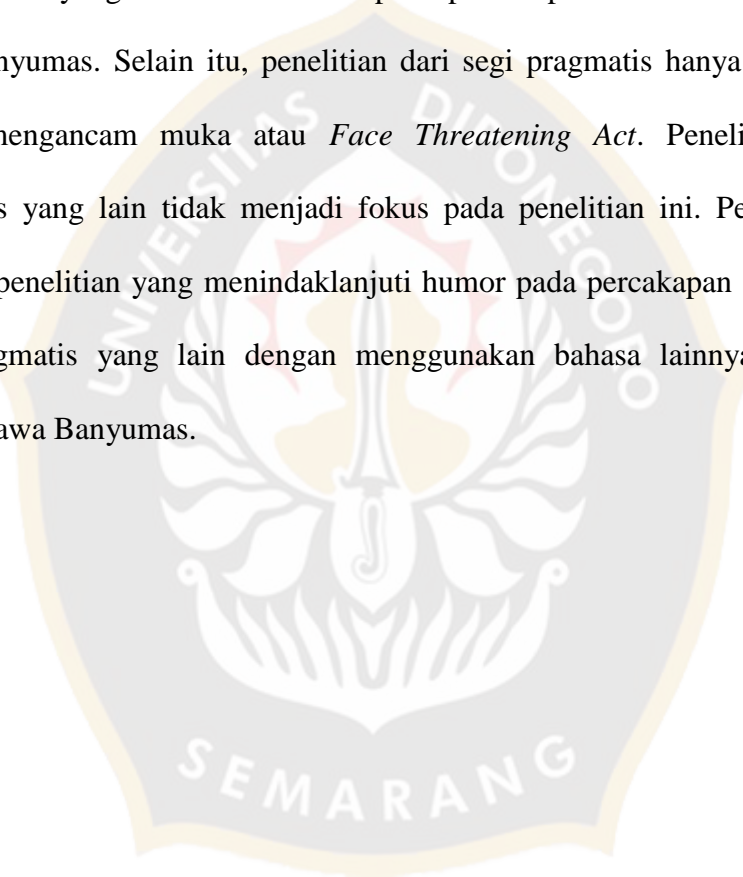 nyumas. Selain itu, penelitian dari segi pragmatis hanya
mengancam muka atau Face Threatening Act. Peneli
s yang lain tidak menjadi fokus pada penelitian ini. Pe
penelitian yang menindaklanjuti humor pada percakapan
gmatis yang lain dengan menggunakan bahasa lainnya
awa Banyumas.
UNIVERSITAS DIPONEGORO
SEMARANG